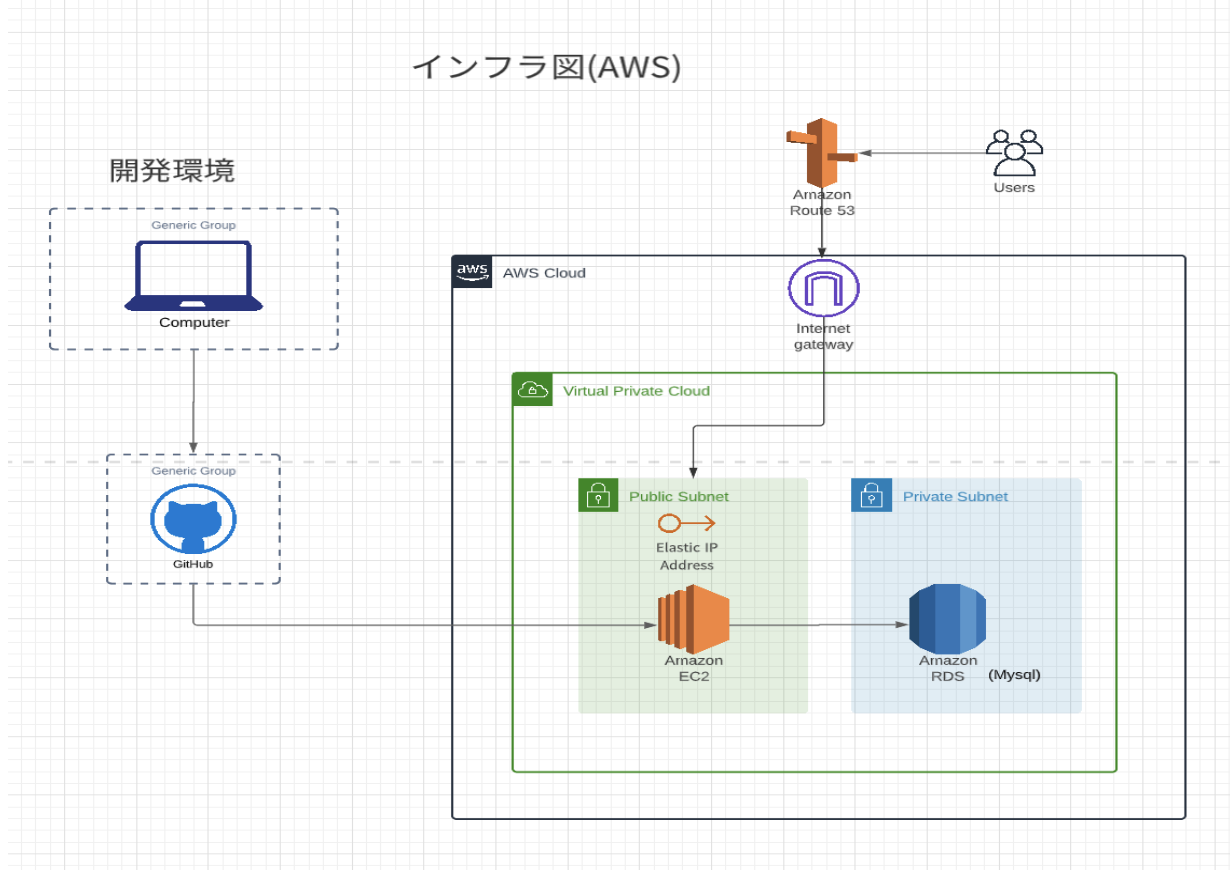 インフラ図(AWS)
開発環境
Generic Group
Computer
Amazon
Route 53
Users
aws
AWS Cloud
Internet
gateway
Virtual Private Cloud
Generic Group
GitHub
Public Subnet
Elastic IP
Address
Amazon
EC2
Private Subnet
Amazon
RDS
(Mysql)